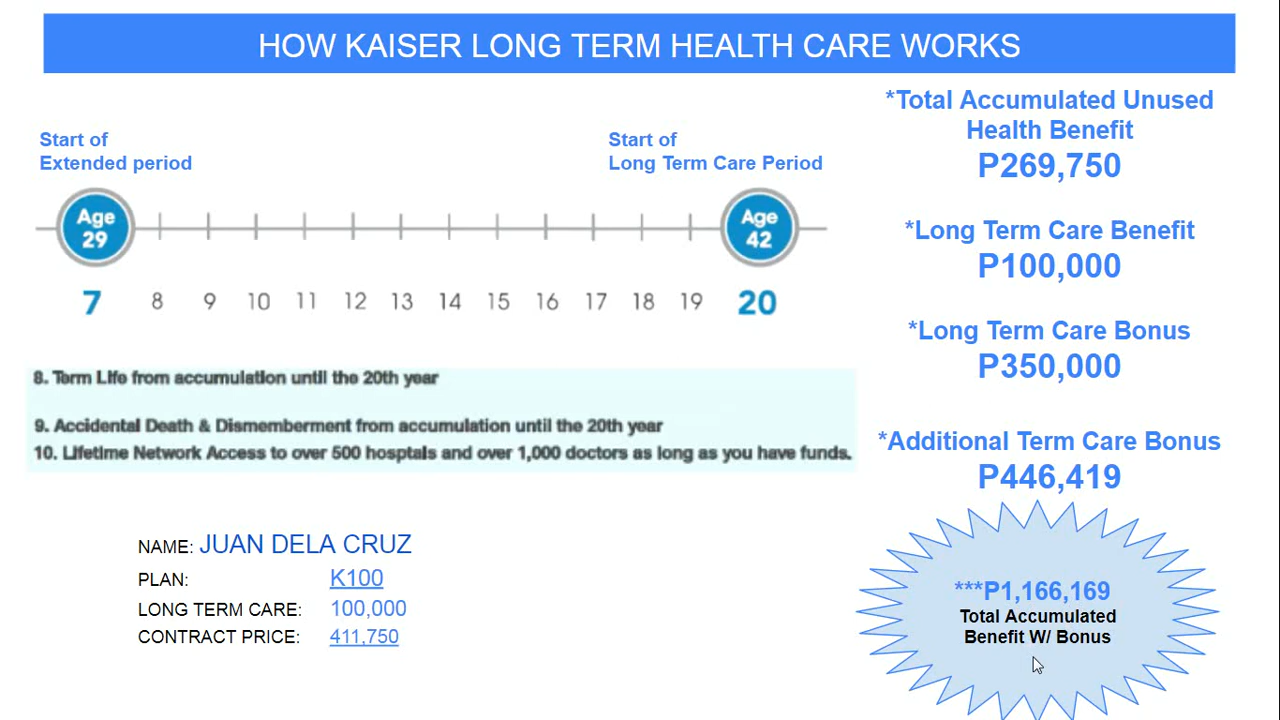 HOW KAISER LONG TERM HEALTH CARE WORKS
Start of
Extended period
Start of
Long Term Care Period
Age
29
Age
42
7 8 9 10 11 12 13 14 15 16 17 18 19 20
8. Term Life from accumulation until the 20th year
9. Accidental Death & Dismemberment from accumulation until the 20th year
10. Lifetime Network Access to over 500 hosptals and over 1,000 doctors as long as you have funds.
NAME: JUAN DELA CRUZ
PLAN: K100
LONG TERM CARE: 100,000
CONTRACT PRICE: 411,750
*Total Accumulated Unused
Health Benefit
P269,750
*Long Term Care Benefit
P100,000
*Long Term Care Bonus
P350,000
*Additional Term Care Bonus
P446,419
***P1,166,169
Total Accumulated
Benefit W/ Bonus